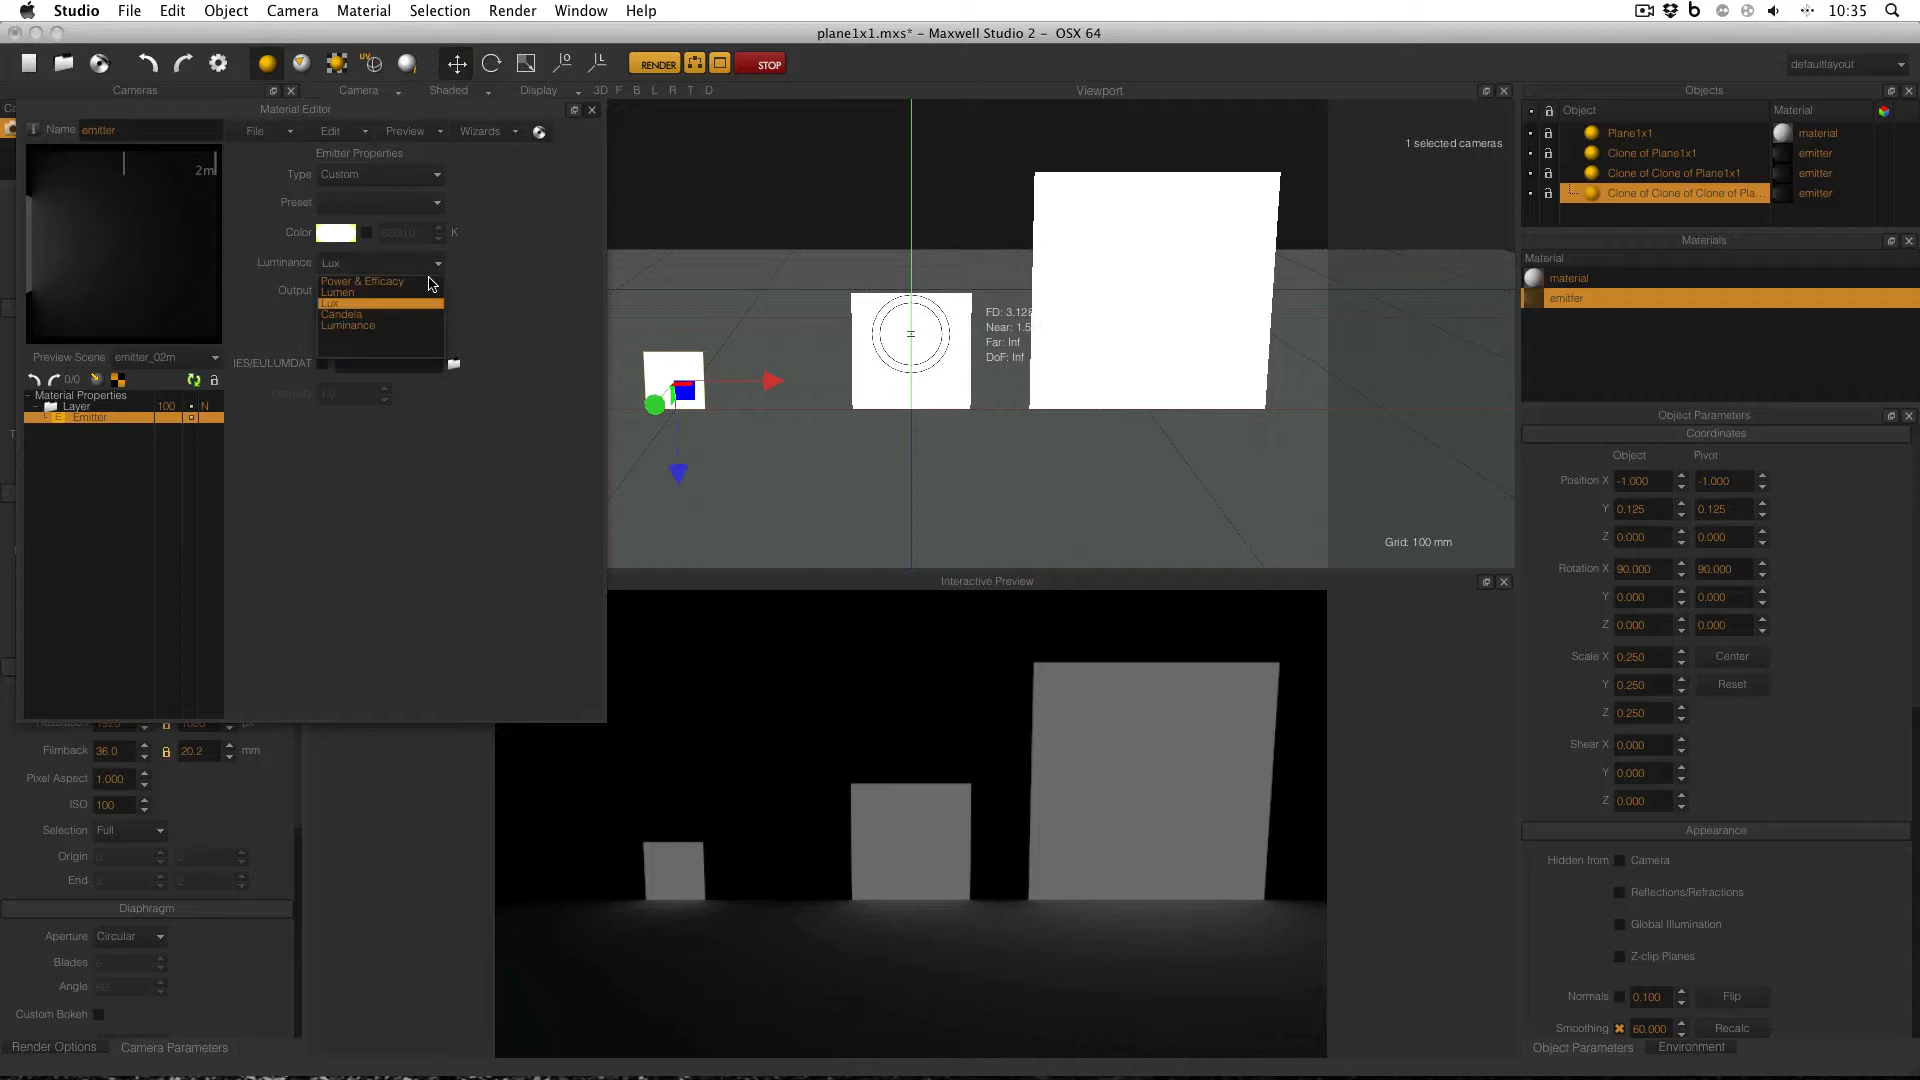 Studio File Edit Object Camera Material Selection Render Window Help 10:35
plane1x1.mxs* - Maxwell Studio 2 - OSX 64
RENDER STOP defaultlayout
Cameras Camera Shaded Display 3D F B L R T D Viewport Objects
Material Editor
Object Material
Name emitter File Edit Preview Wizards
Plane1x1 material
Clone of Plane1x1 emitter
Clone of Clone of Plane1x1 emitter
Clone of Clone of Clone of Pla... emitter
1 selected cameras
2m
Emitter Properties
Type Custom
Preset
Color 6500.0 K
Luminance Lux
Output
Power & Efficacy
Lumen
Lux
Candela
Luminance
IES/EULUMDAT
Intensity 1.0
Preview Scene emitter_02m
0/0
Material Properties
Layer 100 N
E Emitter
FD: 3.128
Near: 1.5
Far: Inf
DoF: Inf
Grid: 100 mm
Interactive Preview
Materials
Material
material
emitter
Object Parameters
Coordinates
Object Pivot
Position X -1.000 -1.000
Y 0.125 0.125
Z 0.000 0.000
Rotation X 90.000 90.000
Y 0.000 0.000
Z 0.000 0.000
Scale X 0.250 Center
Y 0.250 Reset
Z 0.250
Shear X 0.000
Y 0.000
Z 0.000
Appearance
Hidden from Camera
Reflections/Refractions
Global Illumination
Z-clip Planes
Normals 0.100 Flip
Smoothing 60.000 Recalc
Object Parameters Environment
Filmback 36.0 20.2 mm
Pixel Aspect 1.000
ISO 100
Selection Full
Origin
End
Diaphragm
Aperture Circular
Blades
Angle
Custom Bokeh
Render Options Camera Parameters